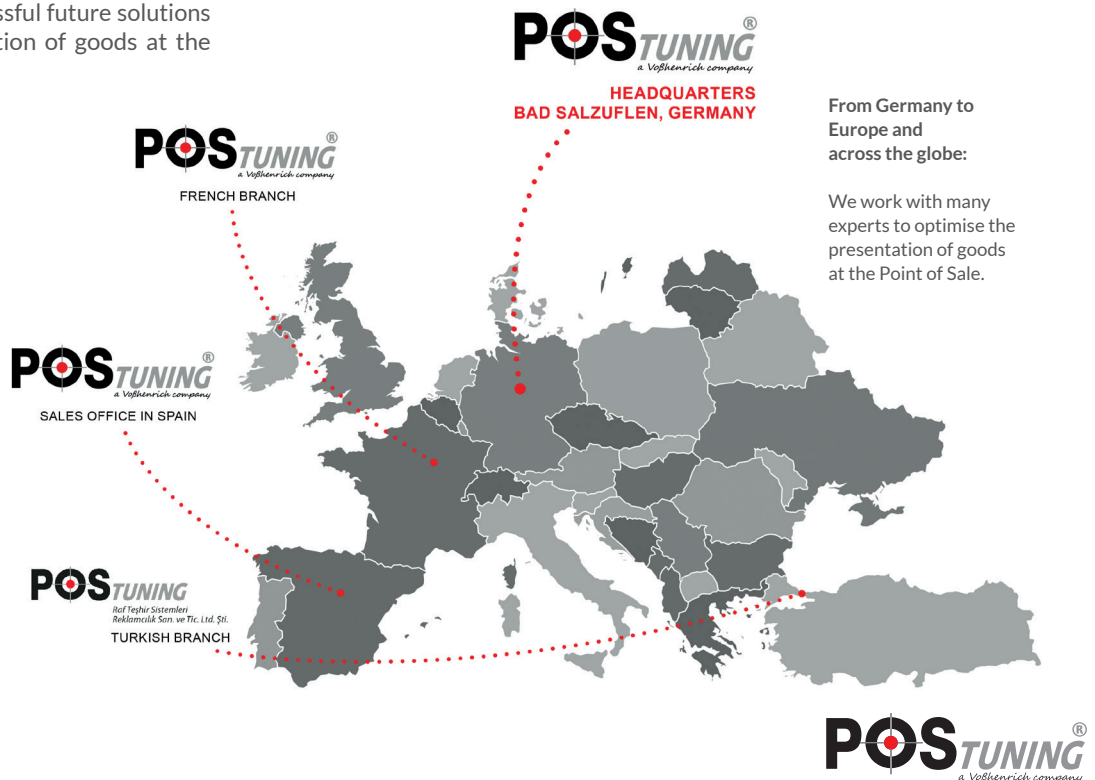 ssful future solutions
tion of goods at the
POSTUNING®
a Voßhenrich company
HEADQUARTERS
BAD SALZUFLEN, GERMANY
From Germany to
Europe and
across the globe:
We work with many
experts to optimise the
presentation of goods
at the Point of Sale.
POSTUNING®
a Voßhenrich company
FRENCH BRANCH
POSTUNING®
a Voßhenrich company
SALES OFFICE IN SPAIN
POSTUNING
Raf Teşhir Sistemleri
Reklamcılık San. ve Tic. Ltd. Şti.
TURKISH BRANCH
POSTUNING®
a Voßhenrich company